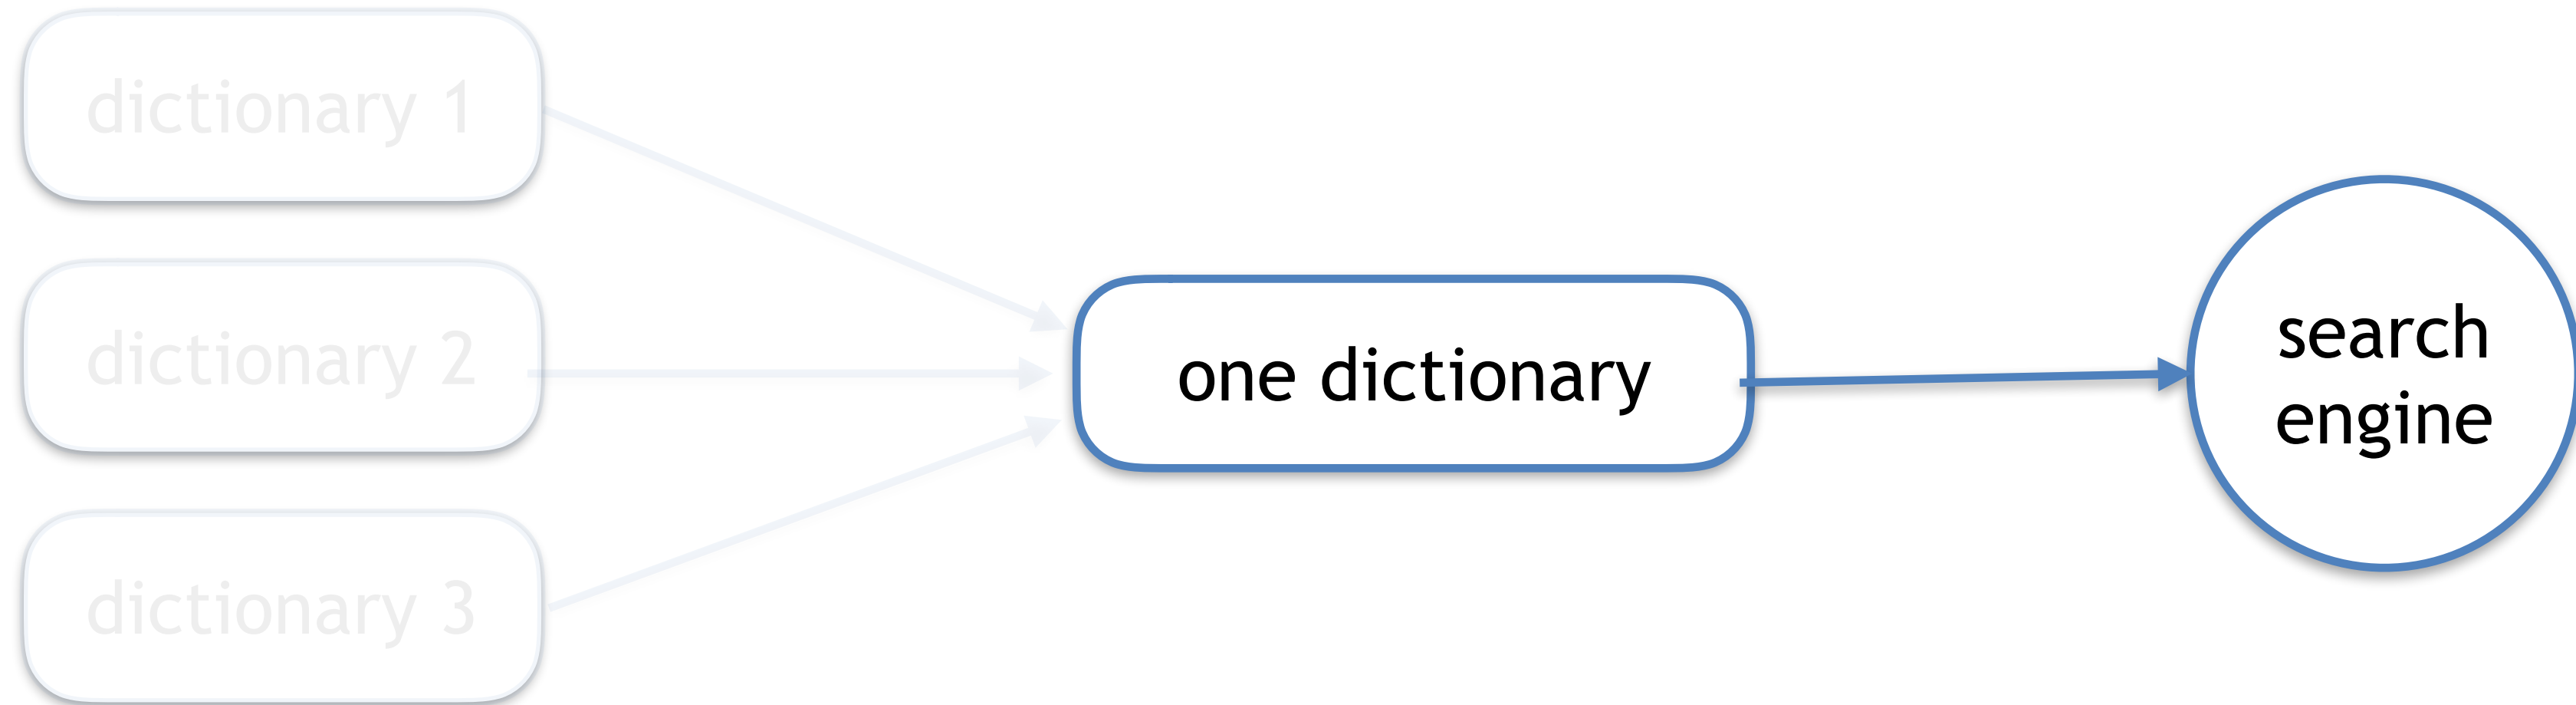 dictionary 1
dictionary 2
dictionary 3
one dictionary
search
engine